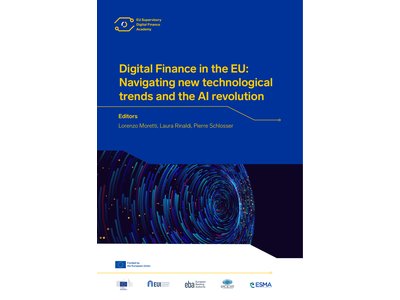 EU Supervisory
Digital Finance
Academy
Digital Finance in the EU:
Navigating new technological
trends and the AI revolution
Editors
Lorenzo Moretti, Laura Rinaldi, Pierre Schlosser
Funded by
the European Union
EUI
eba
European
Banking
Authority
ESMA